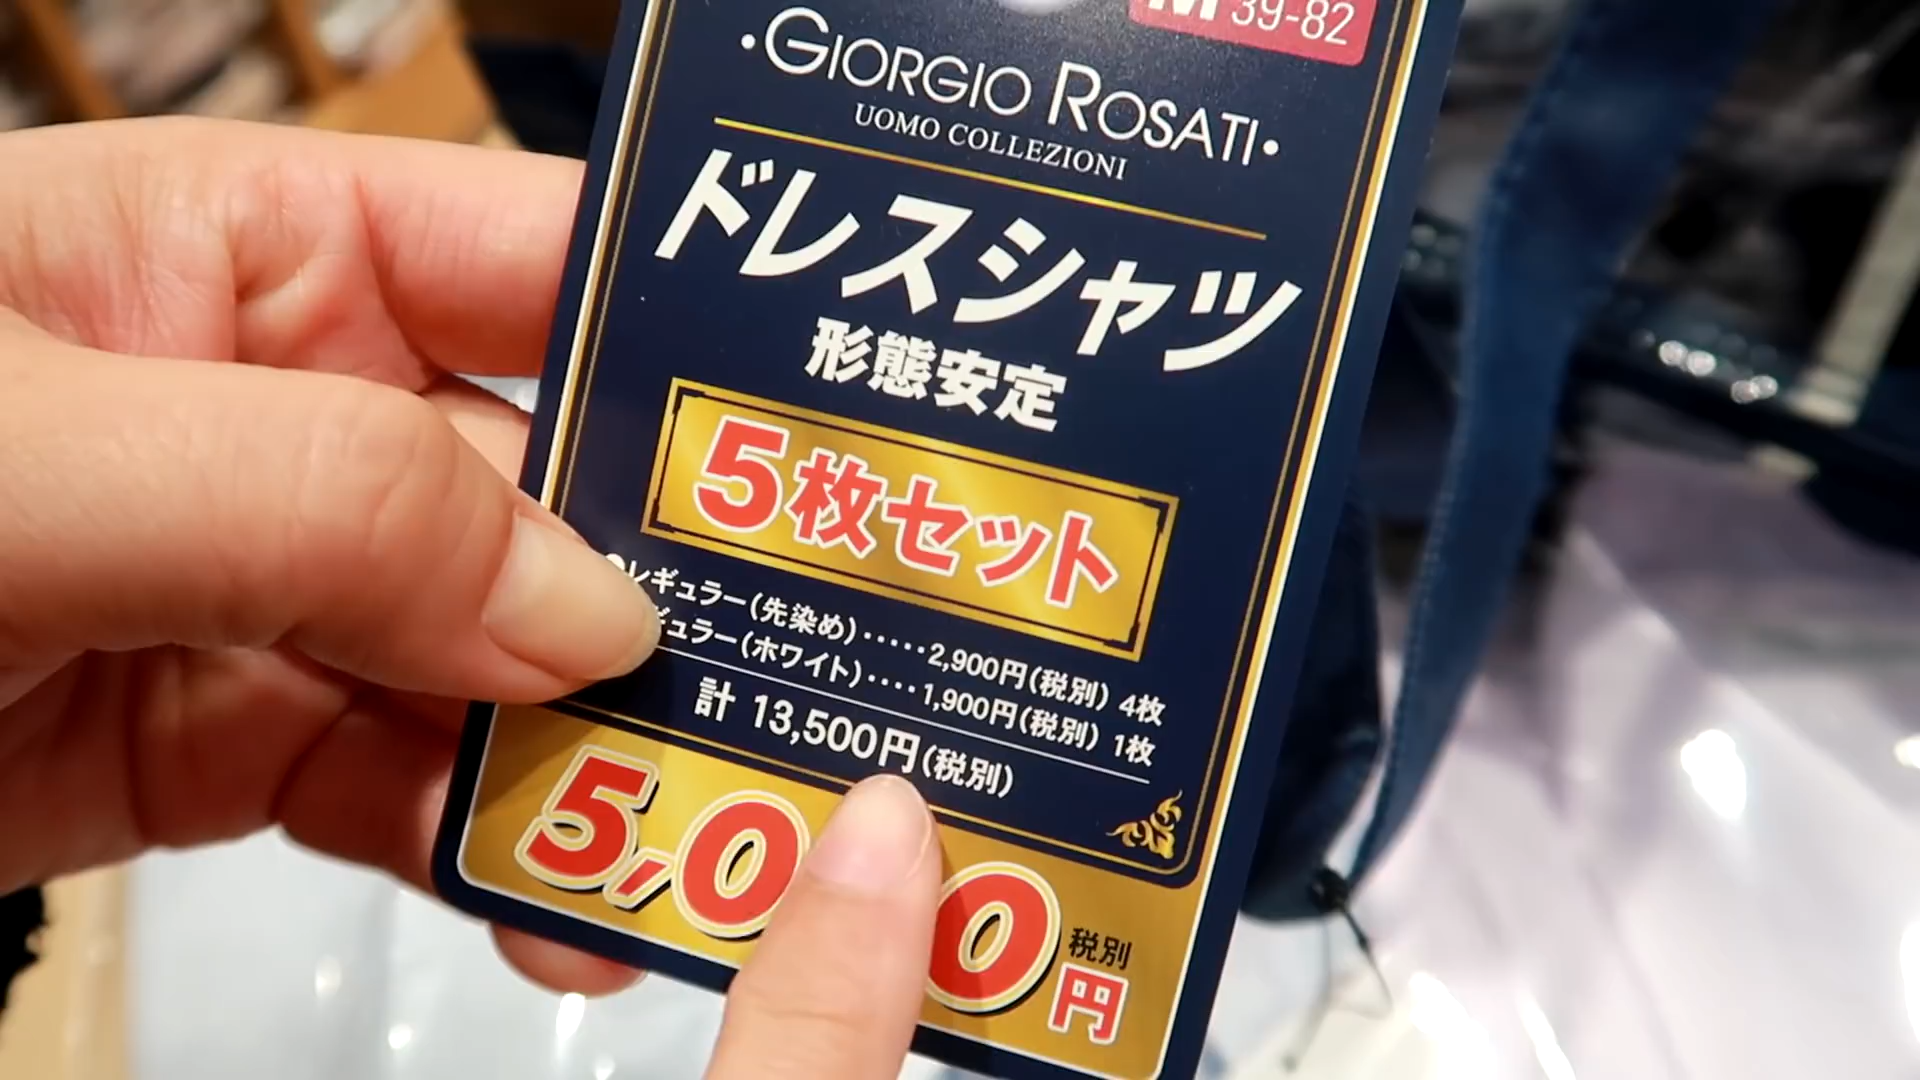 M 39-82
・GIORGIO ROSATI・
UOMO COLLEZIONI
ドレスシャツ
形態安定
5枚セット
●レギュラー(先染め)‥‥‥2,900円(税別) 4枚
ギュラー(ホワイト)‥‥1,900円(税別) 1枚
計 13,500円(税別)
税別
円